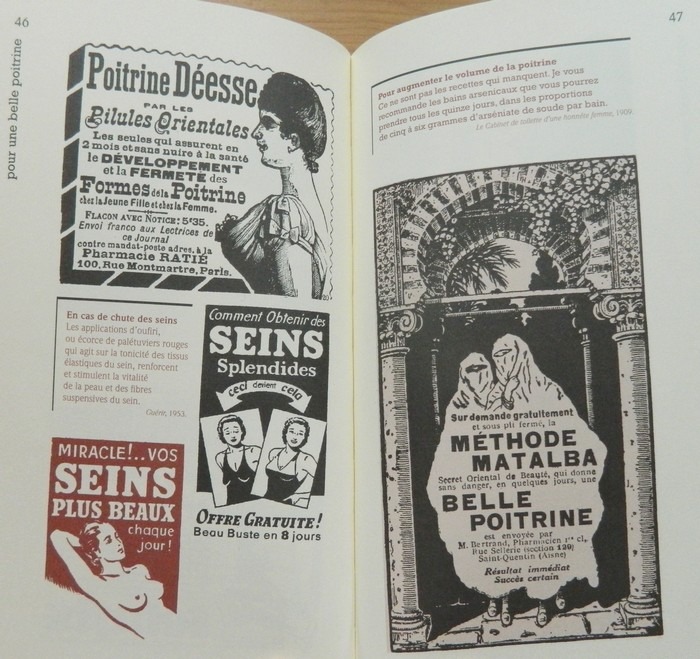 46
pour une belle poitrine
Poitrine Déesse
PAR LES
Pilules Orientales
Les seules qui assurent en
2 mois et sans nuire à la santé
le DÉVELOPPEMENT
et la FERMETÉ des
Formes de la Poitrine
chez la Jeune Fille et chez la Femme.
FLACON AVEC NOTICE: 5f35.
Envoi franco aux Lectrices de
ce Journal
contre mandat-poste adres. à la
Pharmacie RATIÉ
100, Rue Montmartre, Paris.
En cas de chute des seins
Les applications d'oufiri,
ou écorce de palétuviers rouges
qui agit sur la tonicité des tissus
élastiques du sein, renforcent
et stimulent la vitalité
de la peau et des fibres
suspensives du sein.
Guérir, 1953.
Comment Obtenir des
SEINS
Splendides
ceci devient cela
OFFRE GRATUITE!
Beau Buste en 8 jours
MIRACLE!..VOS
SEINS
PLUS BEAUX
chaque
jour!
47
Pour augmenter le volume de la poitrine
Ce ne sont pas les recettes qui manquent. Je vous
recommande les bains arsenicaux que vous pourrez
prendre tous les quinze jours, dans les proportions
de cinq à six grammes d'arséniate de soude par bain.
Le Cabinet de toilette d'une honnête femme, 1909.
Sur demande gratuitement
et sous pli fermé, la
MÉTHODE
MATALBA
Secret Oriental de Beauté, qui donne
sans danger, en quelques jours, une
BELLE
POITRINE
est envoyée par
M. Bertrand, Pharmacien 1re cl.,
Rue Sellerie (section 129)
Saint-Quentin (Aisne)
Résultat immédiat
Succès certain